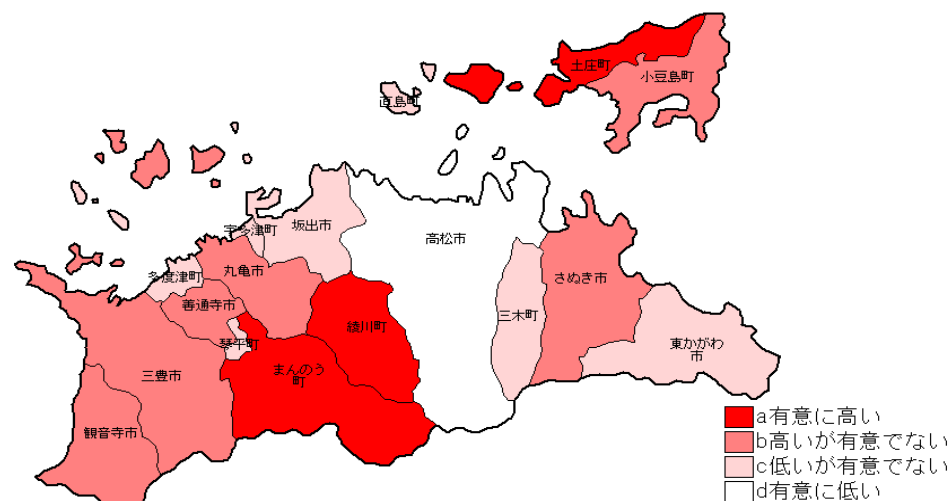 土庄町
小豆島町
直島町
宇多津町
坂出市
高松市
多度津町
丸亀市
さぬき市
善通寺市
綾川町
三木町
琴平町
東かがわ
市
三豊市
まんのう
町
観音寺市
a有意に高い
b高いが有意でない
c低いが有意でない
d有意に低い